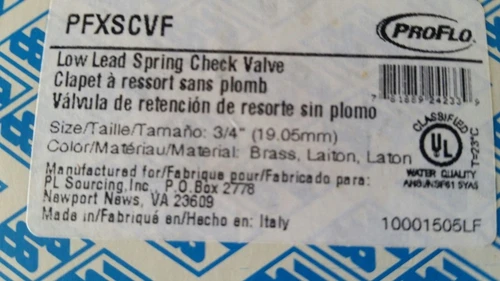 PFXSCVF
PROFLO
Low Lead Spring Check Valve
Clapet à ressort sans plomb
Válvula de retención de resorte sin plomo
Size/Taille/Tamaño: 3/4" (19.05mm)
Color/Matériau/Material: Brass, Laiton, Laton
CLASSIFIED
UL
WATER QUALITY
Manufactured for/Fabrique pour/Fabricado para:
PL Sourcing, Inc., P.O.Box 2778
Newport News, VA 23609
Made in/Fabriqué en/Hecho en: Italy
10001505LF